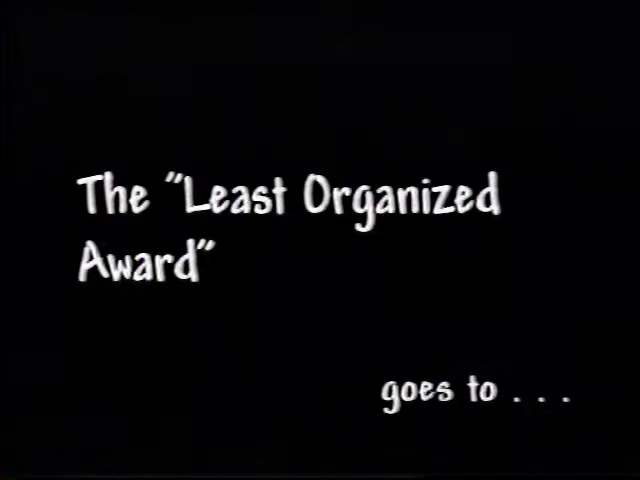 The "Least Organized
Award"
goes to . . .